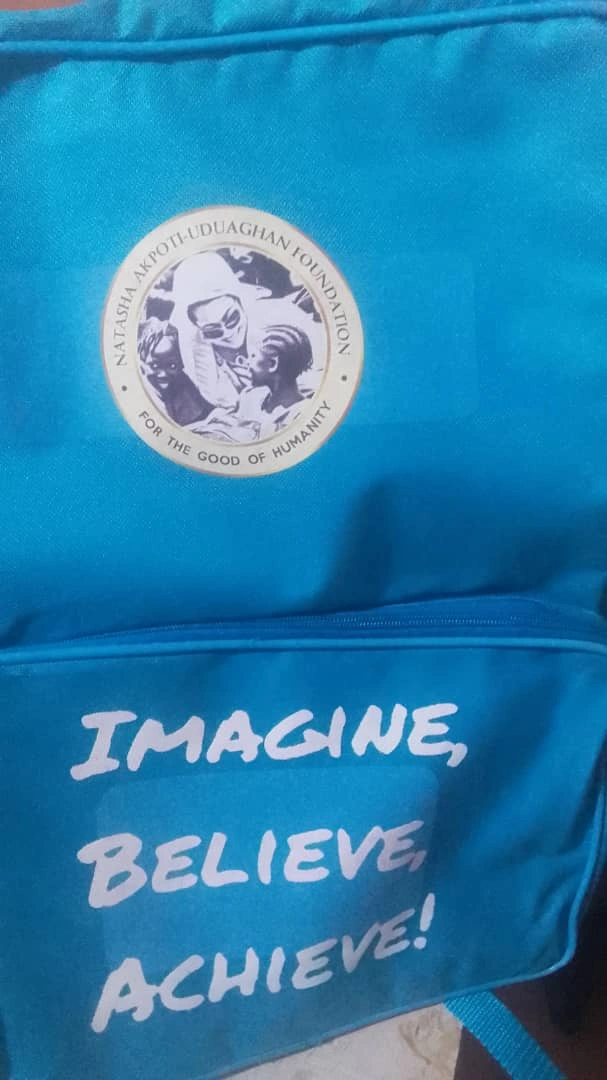 NATASHA AKPOTI-UDUAGHAN FOUNDATION
FOR THE GOOD OF HUMANITY
IMAGINE,
BELIEVE,
ACHIEVE!